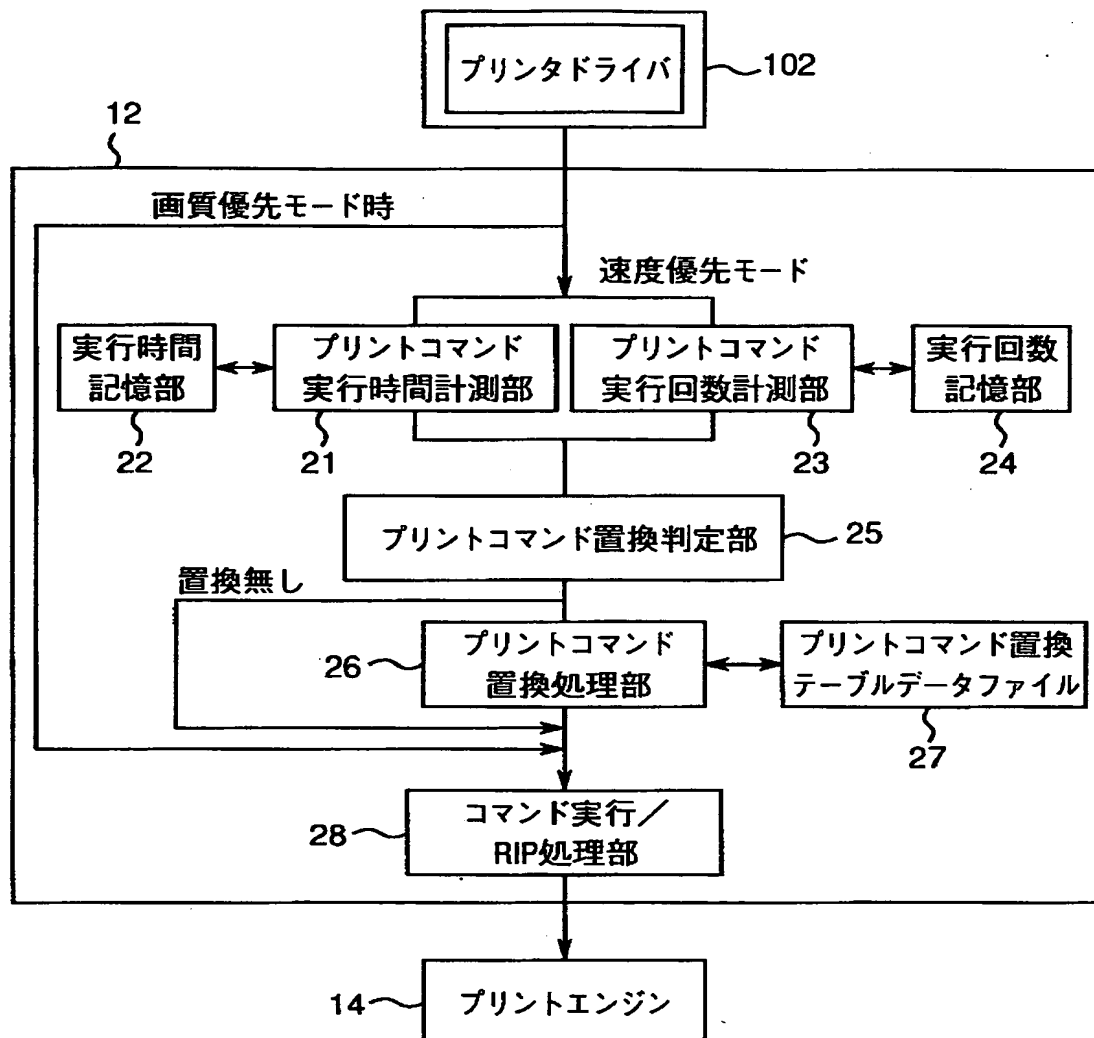 プリンタドライバ
102
12
画質優先モード時
速度優先モード
実行時間
記憶部
22
プリントコマンド
実行時間計測部
21
プリントコマンド
実行回数計測部
23
実行回数
記憶部
24
プリントコマンド置換判定部
25
置換無し
プリントコマンド
置換処理部
26
プリントコマンド置換
テーブルデータファイル
27
コマンド実行／
RIP処理部
28
プリントエンジン
14